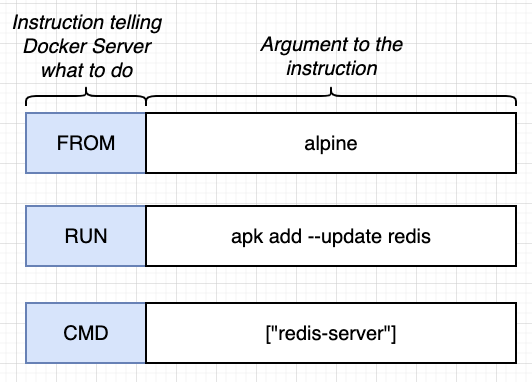 Instruction telling
Docker Server
what to do
Argument to the
instruction
FROM alpine
RUN apk add --update redis
CMD ["redis-server"]